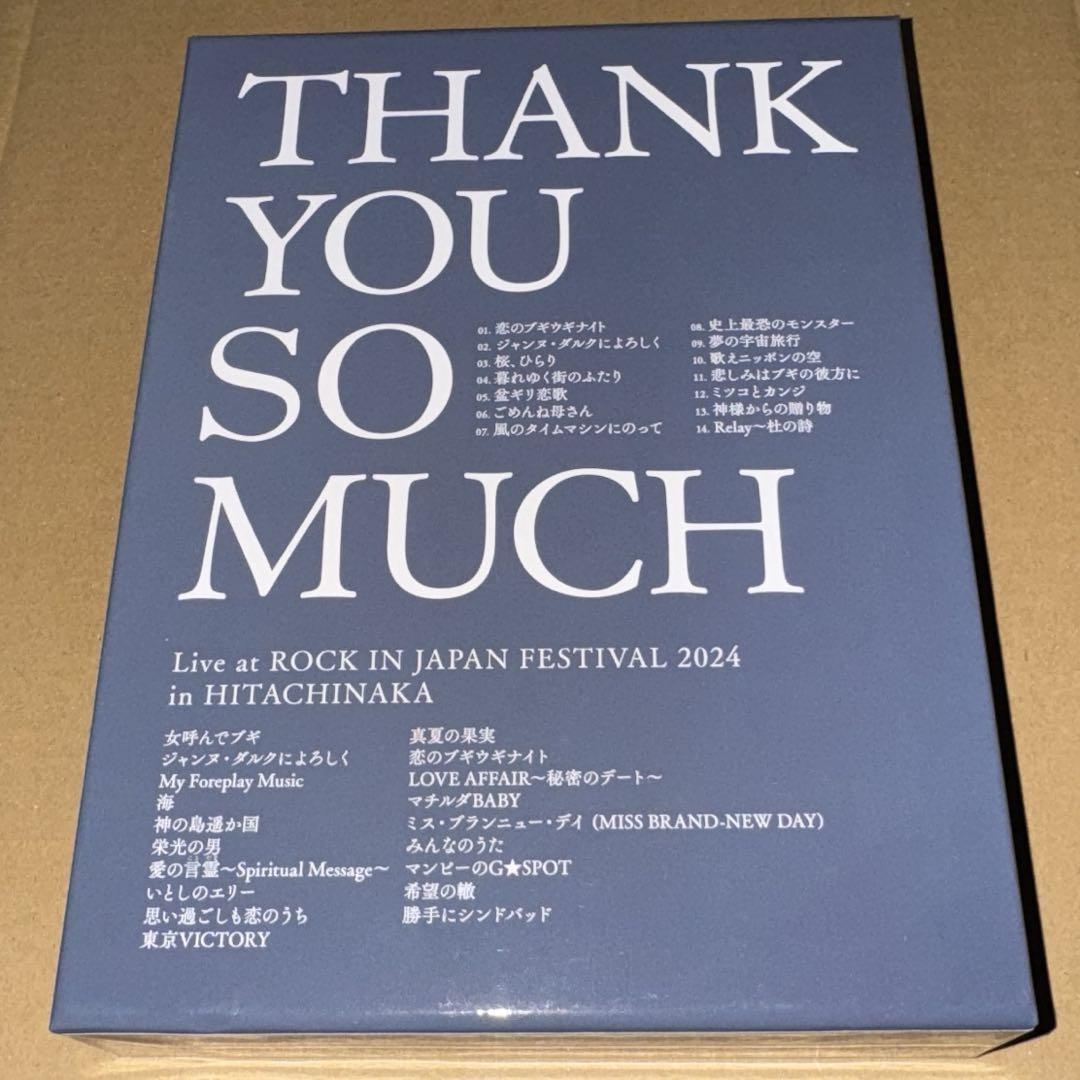 THANK
YOU
SO
MUCH
01. 恋のブギウギナイト
02. ジャンヌ・ダルクによろしく
03. 桜、ひらり
04. 暮れゆく街のふたり
05. 盆ギリ恋歌
06. ごめんね母さん
07. 風のタイムマシンにのって
08. 史上最恐のモンスター
09. 夢の宇宙旅行
10. 歌えニッポンの空
11. 悲しみはブギの彼方に
12. ミツコとカンジ
13. 神様からの贈り物
14. Relay〜杜の詩
Live at ROCK IN JAPAN FESTIVAL 2024
in HITACHINAKA
女呼んでブギ
ジャンヌ・ダルクによろしく
My Foreplay Music
海
神の島遥か国
栄光の男
愛の言霊〜Spiritual Message〜
いとしのエリー
思い過ごしも恋のうち
東京VICTORY
真夏の果実
恋のブギウギナイト
LOVE AFFAIR〜秘密のデート〜
マチルダBABY
ミス・ブランニュー・デイ (MISS BRAND-NEW DAY)
みんなのうた
マンピーのG★SPOT
希望の轍
勝手にシンドバッド